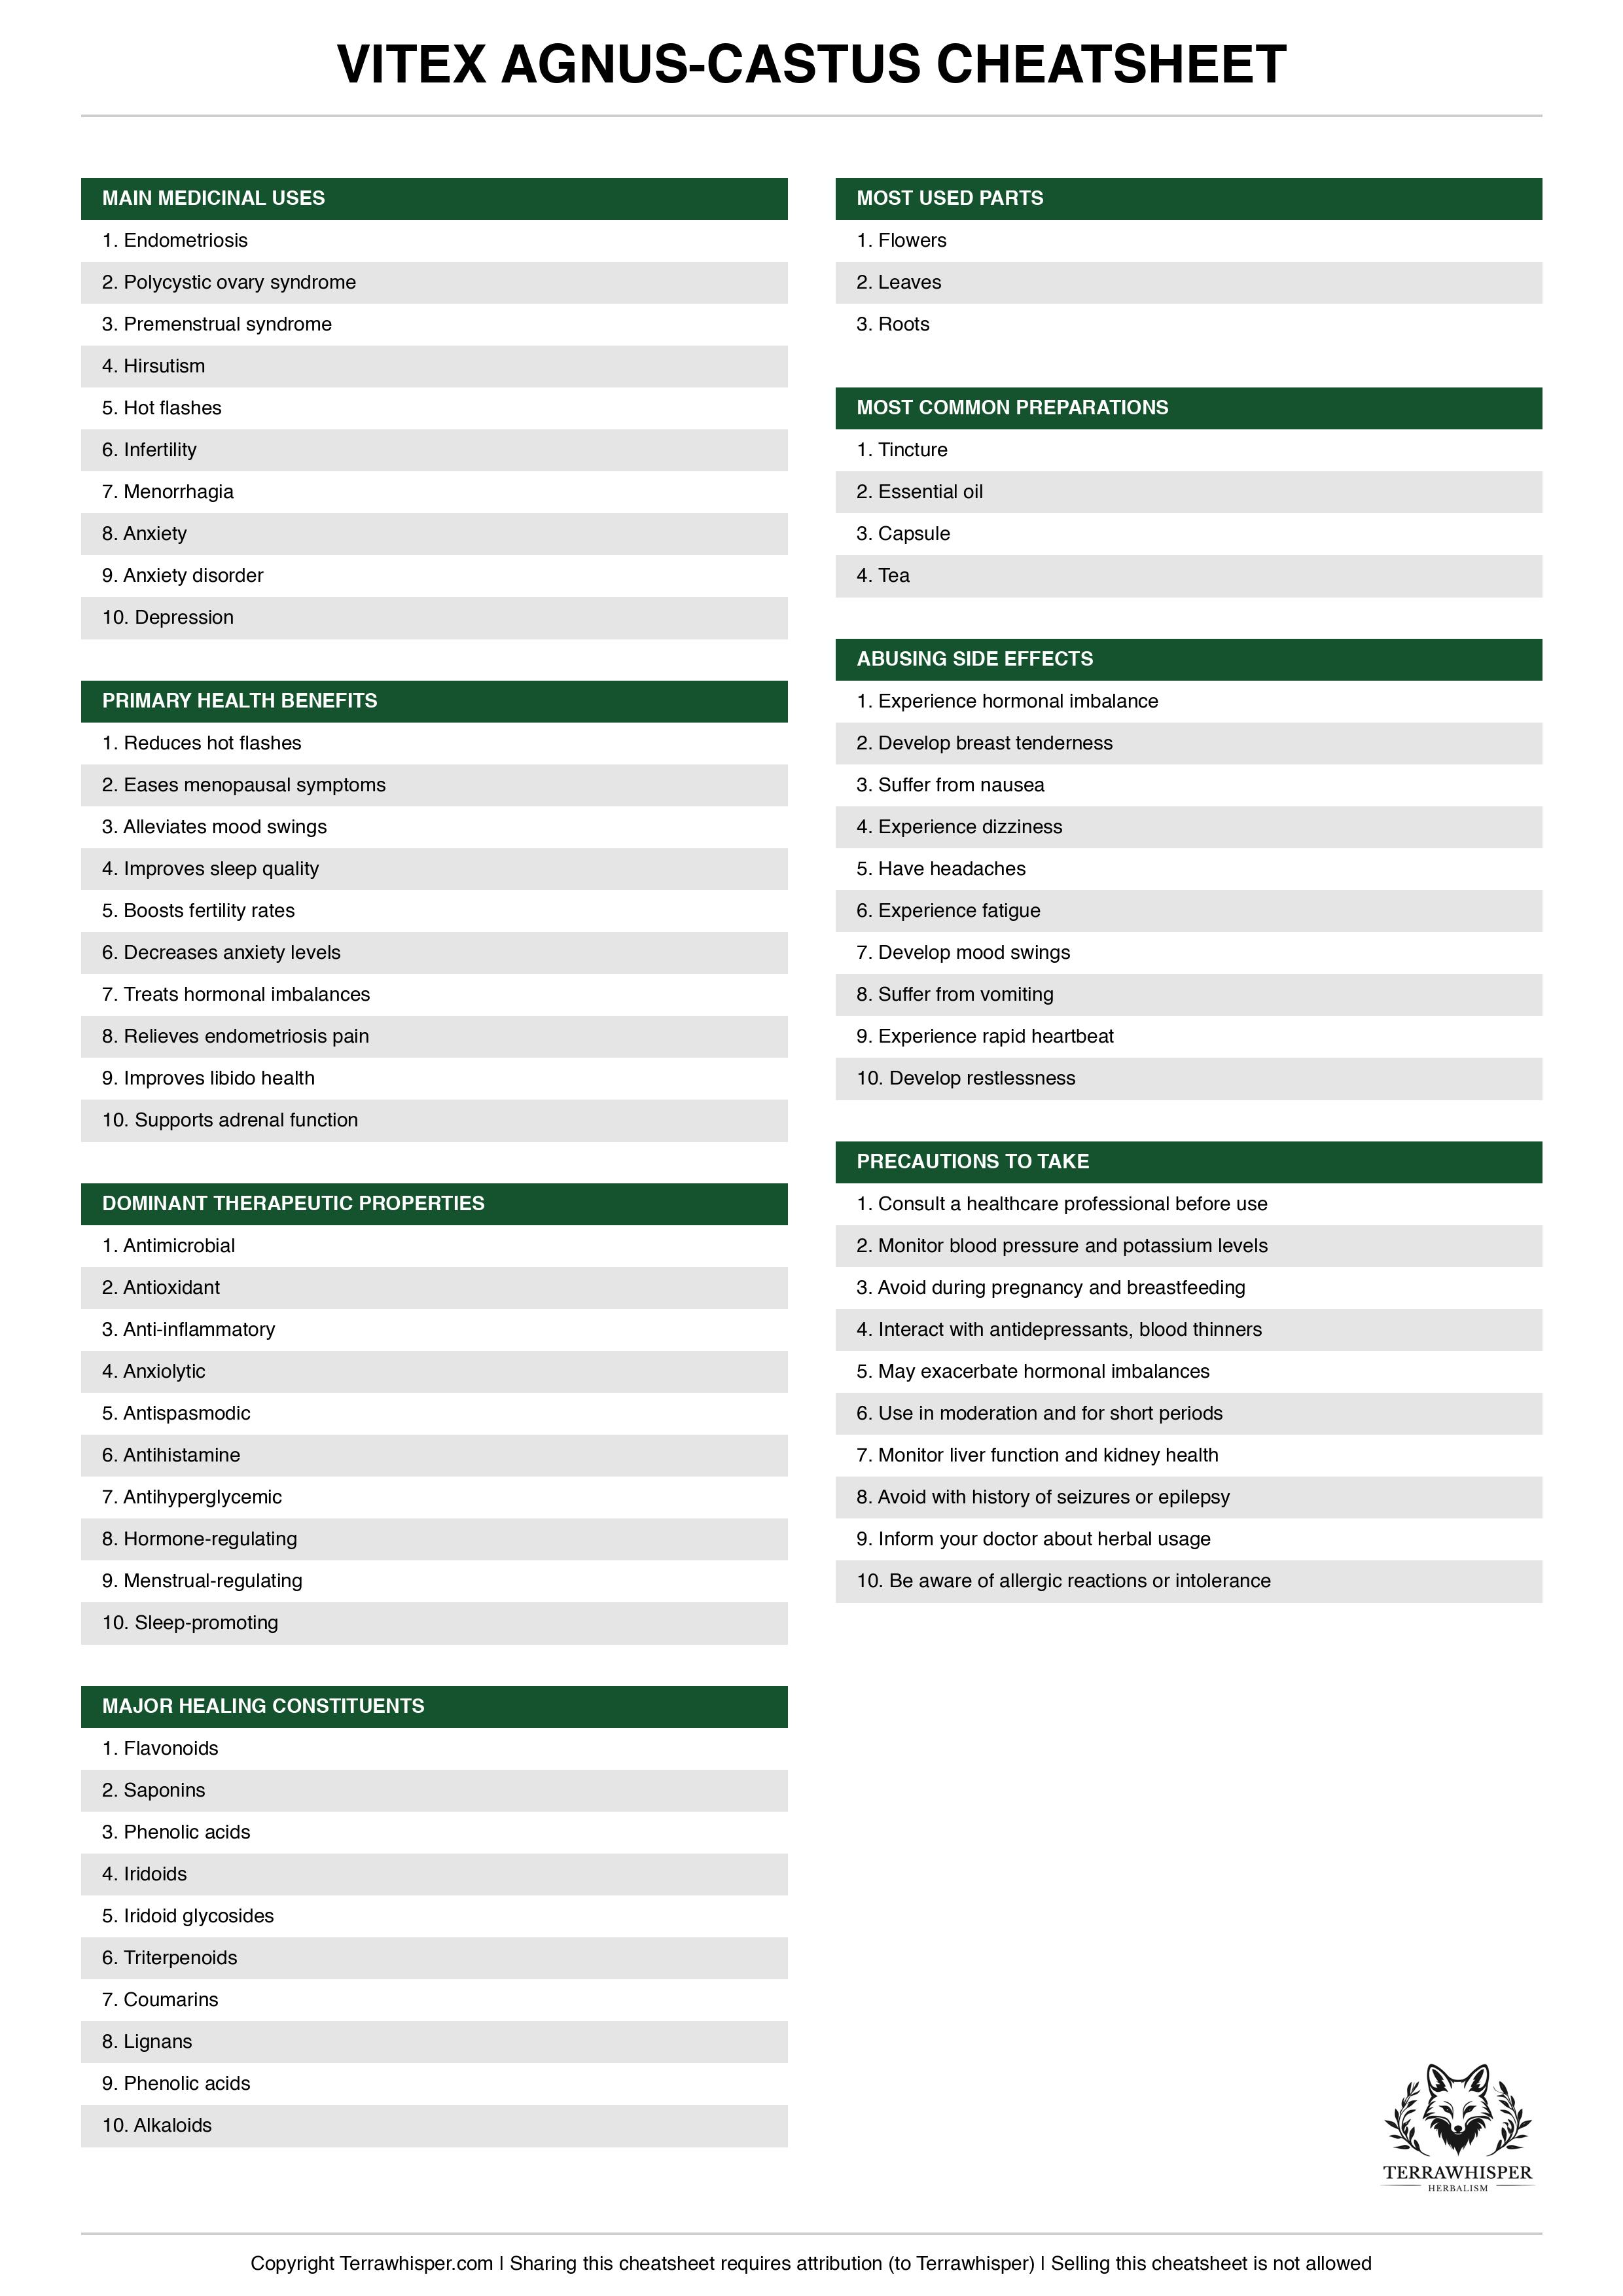 VITEX AGNUS-CASTUS CHEATSHEET
MAIN MEDICINAL USES
1. Endometriosis
2. Polycystic ovary syndrome
3. Premenstrual syndrome
4. Hirsutism
5. Hot flashes
6. Infertility
7. Menorrhagia
8. Anxiety
9. Anxiety disorder
10. Depression
PRIMARY HEALTH BENEFITS
1. Reduces hot flashes
2. Eases menopausal symptoms
3. Alleviates mood swings
4. Improves sleep quality
5. Boosts fertility rates
6. Decreases anxiety levels
7. Treats hormonal imbalances
8. Relieves endometriosis pain
9. Improves libido health
10. Supports adrenal function
DOMINANT THERAPEUTIC PROPERTIES
1. Antimicrobial
2. Antioxidant
3. Anti-inflammatory
4. Anxiolytic
5. Antispasmodic
6. Antihistamine
7. Antihyperglycemic
8. Hormone-regulating
9. Menstrual-regulating
10. Sleep-promoting
MAJOR HEALING CONSTITUENTS
1. Flavonoids
2. Saponins
3. Phenolic acids
4. Iridoids
5. Iridoid glycosides
6. Triterpenoids
7. Coumarins
8. Lignans
9. Phenolic acids
10. Alkaloids
MOST USED PARTS
1. Flowers
2. Leaves
3. Roots
MOST COMMON PREPARATIONS
1. Tincture
2. Essential oil
3. Capsule
4. Tea
ABUSING SIDE EFFECTS
1. Experience hormonal imbalance
2. Develop breast tenderness
3. Suffer from nausea
4. Experience dizziness
5. Have headaches
6. Experience fatigue
7. Develop mood swings
8. Suffer from vomiting
9. Experience rapid heartbeat
10. Develop restlessness
PRECAUTIONS TO TAKE
1. Consult a healthcare professional before use
2. Monitor blood pressure and potassium levels
3. Avoid during pregnancy and breastfeeding
4. Interact with antidepressants, blood thinners
5. May exacerbate hormonal imbalances
6. Use in moderation and for short periods
7. Monitor liver function and kidney health
8. Avoid with history of seizures or epilepsy
9. Inform your doctor about herbal usage
10. Be aware of allergic reactions or intolerance
TERRAWHISPER
HERBALISM
Copyright Terrawhisper.com | Sharing this cheatsheet requires attribution (to Terrawhisper) | Selling this cheatsheet is not allowed